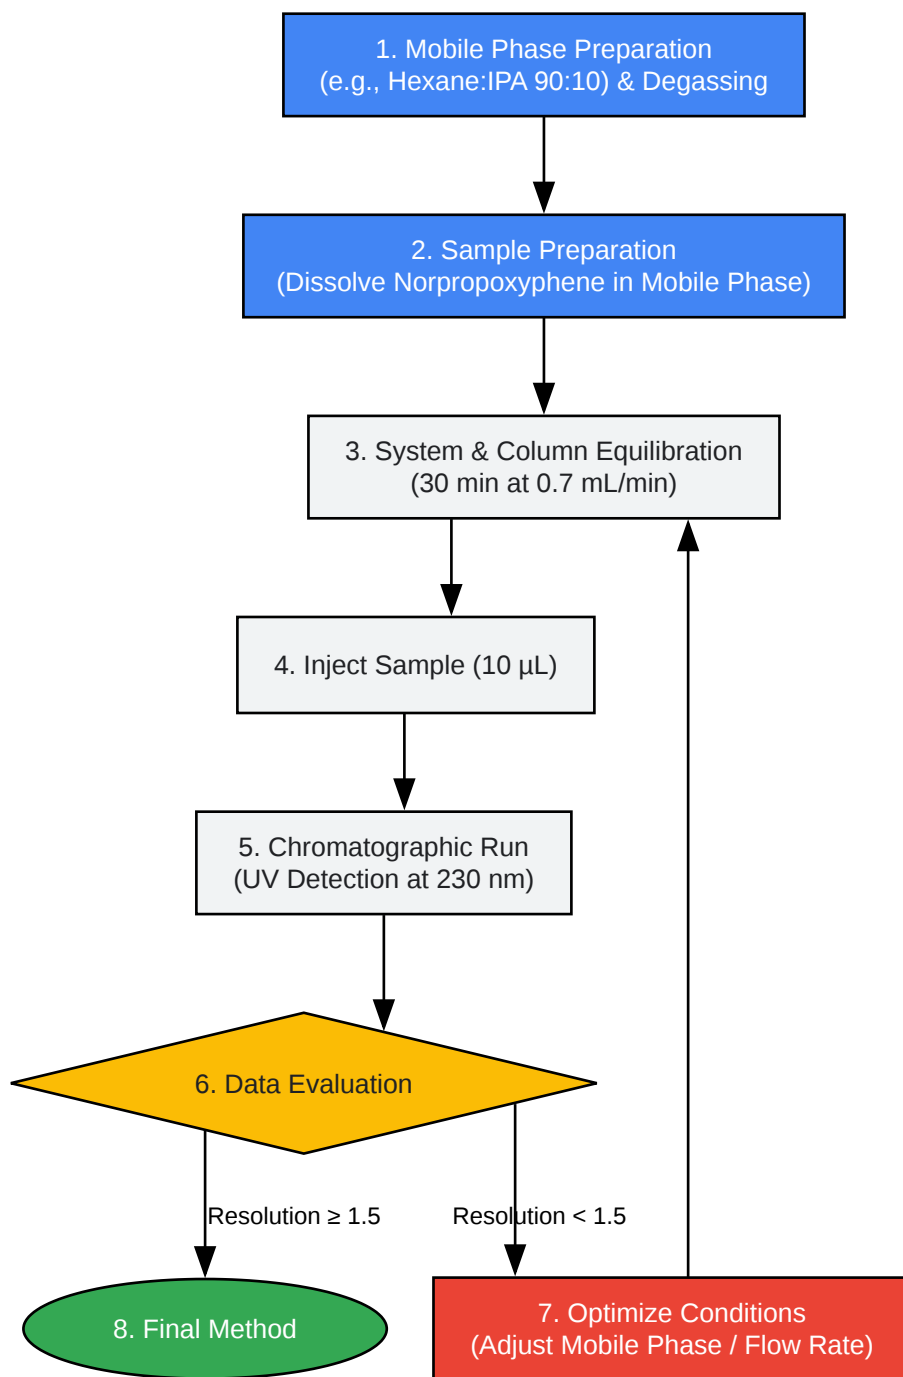 1. Mobile Phase Preparation
(e.g., Hexane:IPA 90:10) & Degassing
2. Sample Preparation
(Dissolve Norpropoxyphene in Mobile Phase)
3. System & Column Equilibration
(30 min at 0.7 mL/min)
4. Inject Sample (10 µL)
5. Chromatographic Run
(UV Detection at 230 nm)
6. Data Evaluation
Resolution ≥ 1.5
Resolution < 1.5
8. Final Method
7. Optimize Conditions
(Adjust Mobile Phase / Flow Rate)